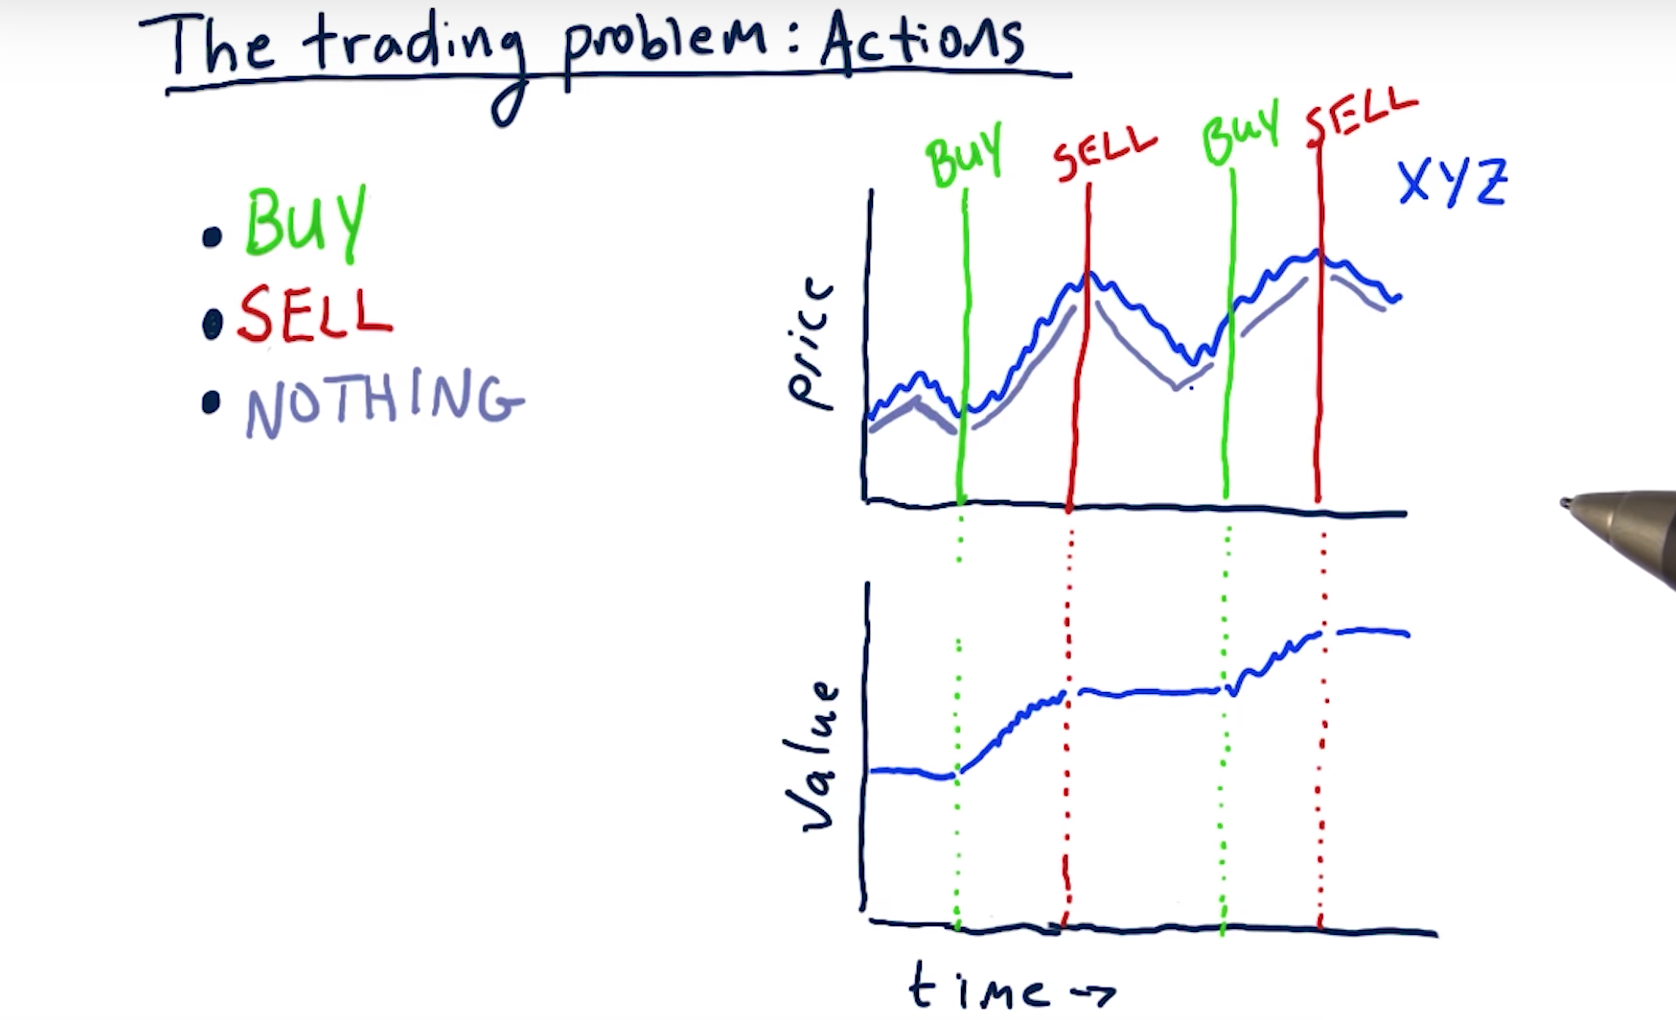 The trading problem: Actions
BUY SELL BUY SELL
XYZ
• BUY
• SELL
• NOTHING
price
Value
time →